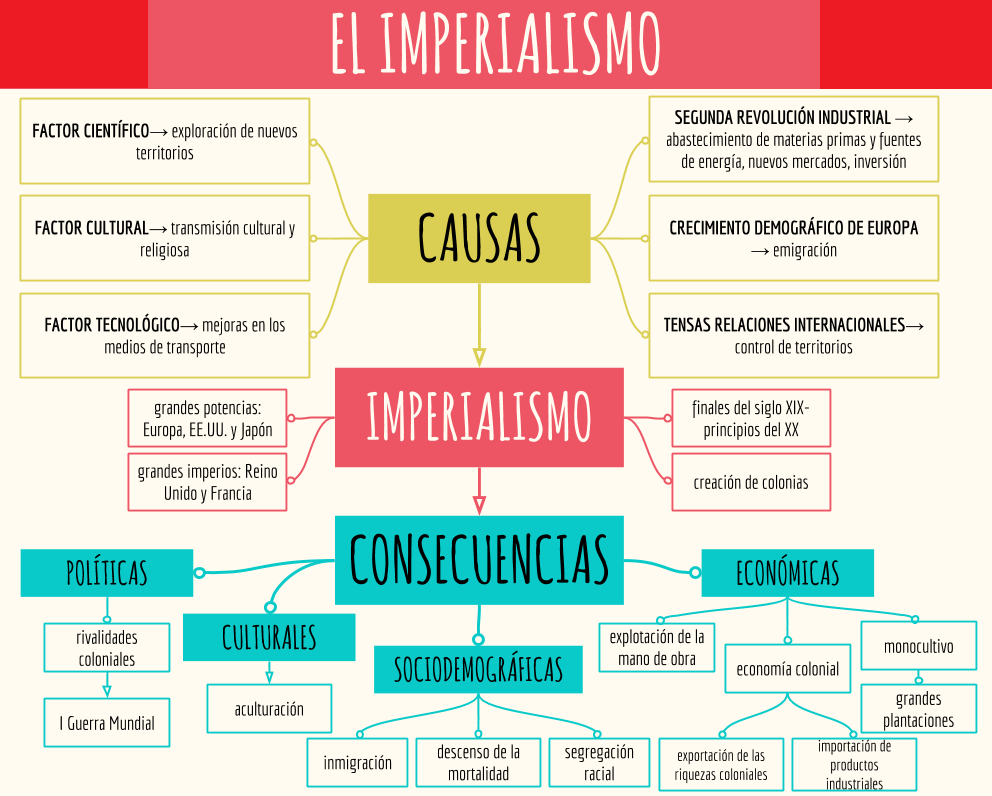 EL IMPERIALISMO
FACTOR CIENTÍFICO→ exploración de nuevos
territorios
FACTOR CULTURAL→ transmisión cultural y
religiosa
FACTOR TECNOLÓGICO→ mejoras en los
medios de transporte
CAUSAS
SEGUNDA REVOLUCIÓN INDUSTRIAL →
abastecimiento de materias primas y fuentes
de energía, nuevos mercados, inversión
CRECIMIENTO DEMOGRÁFICO DE EUROPA
→ emigración
TENSAS RELACIONES INTERNACIONALES→
control de territorios
grandes potencias:
Europa, EE.UU. y Japón
grandes imperios: Reino
Unido y Francia
IMPERIALISMO
finales del siglo XIX-
principios del XX
creación de colonias
CONSECUENCIAS
POLÍTICAS
rivalidades
coloniales
I Guerra Mundial
CULTURALES
aculturación
SOCIODEMOGRÁFICAS
inmigración
descenso de la
mortalidad
segregación
racial
ECONÓMICAS
explotación de la
mano de obra
economía colonial
exportación de las
riquezas coloniales
importación de
productos
industriales
monocultivo
grandes
plantaciones